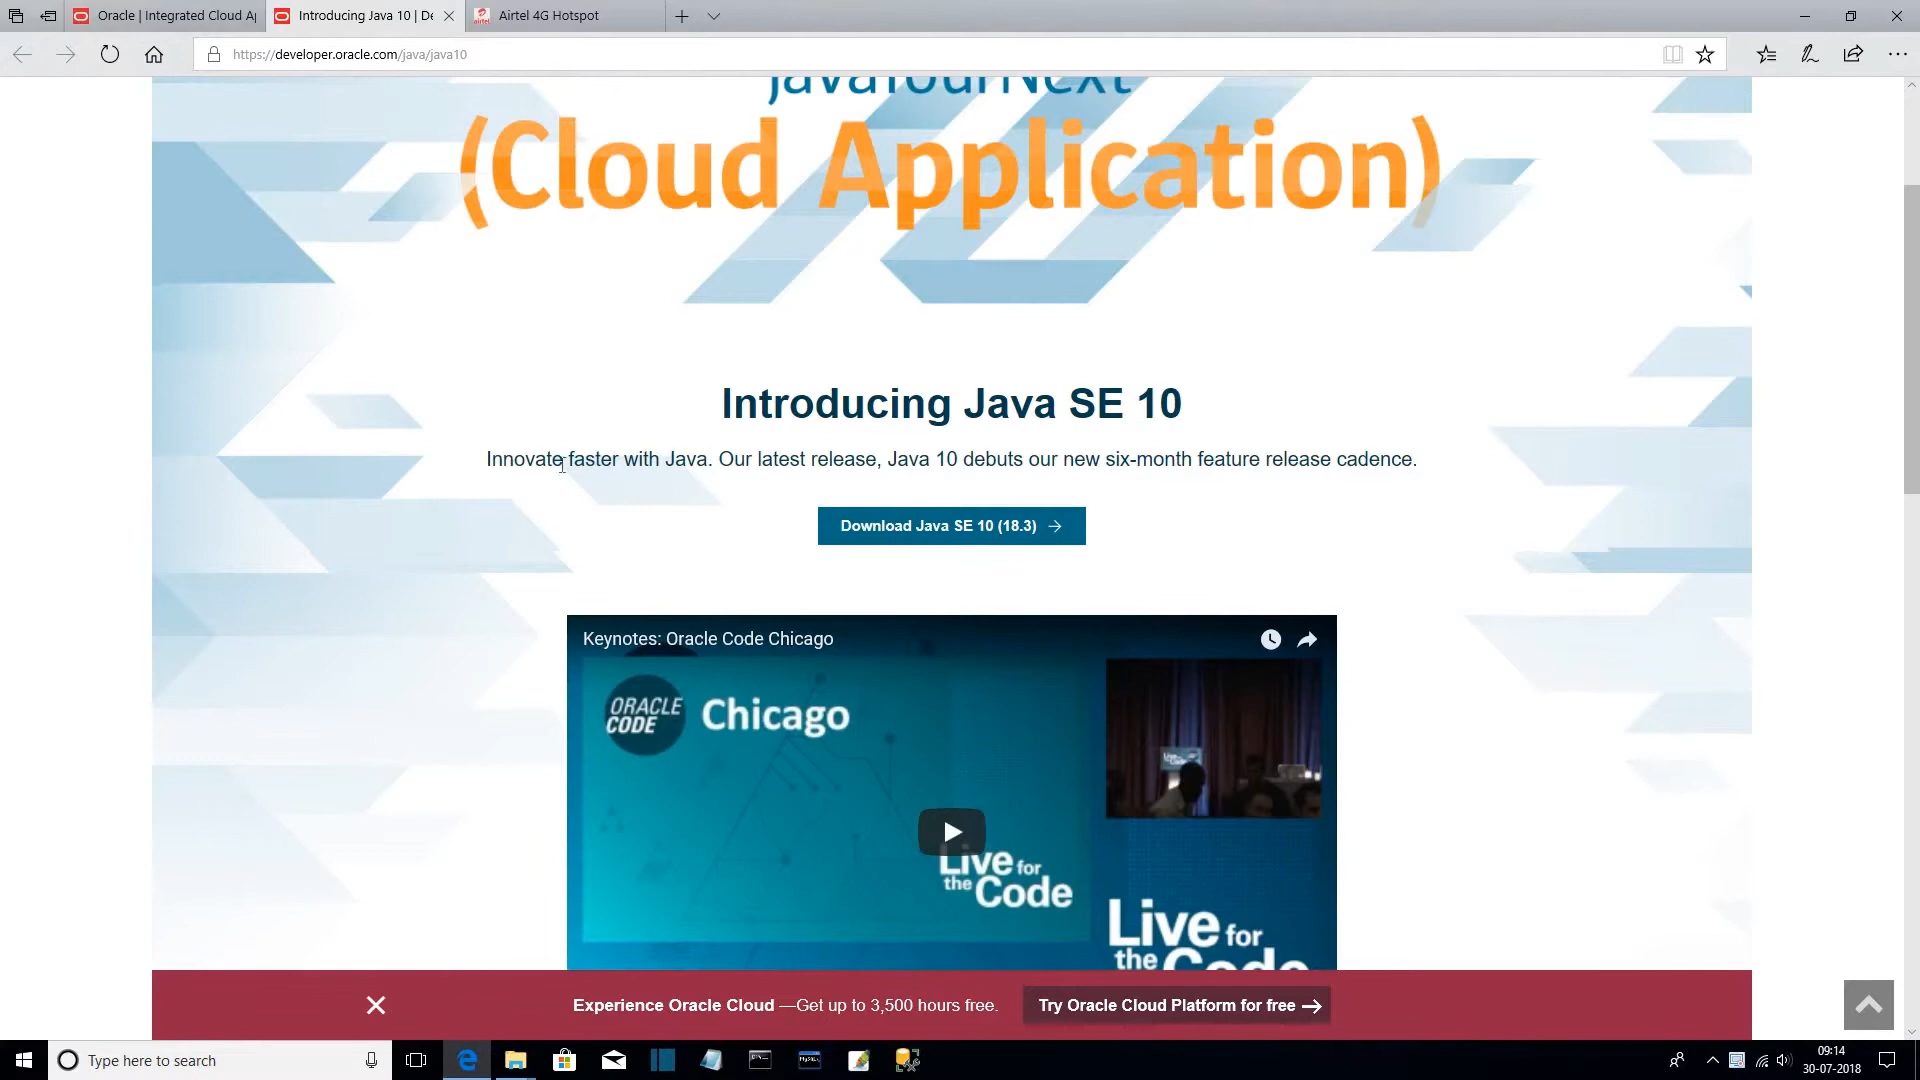 Oracle | Integrated Cloud Ap
Introducing Java 10 | De
Airtel 4G Hotspot
https://developer.oracle.com/java/java10
javaYourNext
(Cloud Application)
Introducing Java SE 10
Innovate faster with Java. Our latest release, Java 10 debuts our new six-month feature release cadence.
Download Java SE 10 (18.3)
Keynotes: Oracle Code Chicago
ORACLE
CODE
Chicago
Live for
the Code
Live for
the Code
Experience Oracle Cloud —Get up to 3,500 hours free.
Try Oracle Cloud Platform for free
Type here to search
09:14
30-07-2018